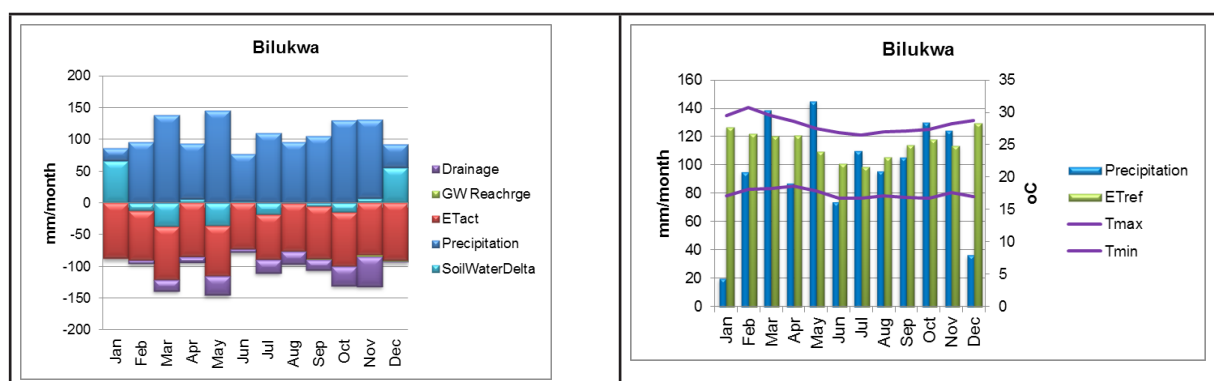 Bilukwa
200
150
100
50
0
-50
-100
-150
-200
mm/month
Jan
Feb
Mar
Apr
May
Jun
Jul
Aug
Sep
Oct
Nov
Dec
Drainage
GW Reachrge
ETact
Precipitation
SoilWaterDelta
Bilukwa
160
140
120
100
80
60
40
20
0
mm/month
Jan
Feb
Mar
Apr
May
Jun
Jul
Aug
Sep
Oct
Nov
Dec
35
30
25
20
15
10
5
0
oC
Precipitation
ETref
Tmax
Tmin